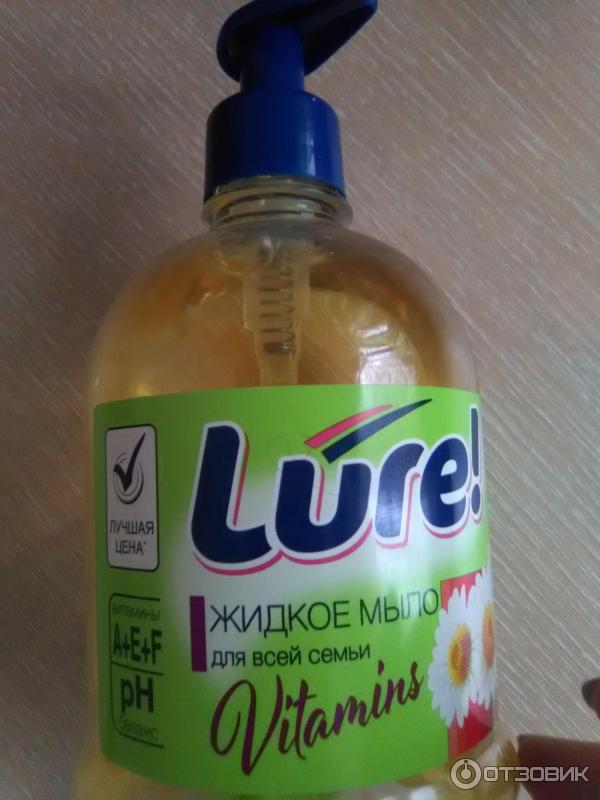 Lure!
ЛУЧШАЯ
ЦЕНА*
ЖИДКОЕ МЫЛО
для всей семьи
Vitamins
витамины
A+E+F
pH
баланс
ОТЗОВИК